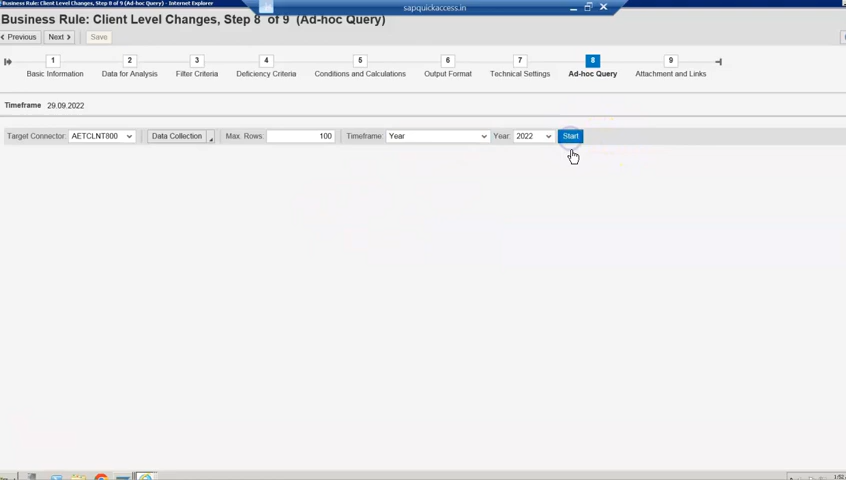 Business Rule: Client Level Changes, Step 8 of 9 (Ad-hoc Query) - Internet Explorer
sapquickaccess.in
Business Rule: Client Level Changes, Step 8 of 9 (Ad-hoc Query)
Previous Next Save
1 2 3 4 5 6 7 8 9
Basic Information Data for Analysis Filter Criteria Deficiency Criteria Conditions and Calculations Output Format Technical Settings Ad-hoc Query Attachment and Links
Timeframe 29.09.2022
Target Connector: AETCLNT800 Data Collection Max. Rows: 100 Timeframe: Year Year: 2022 Start